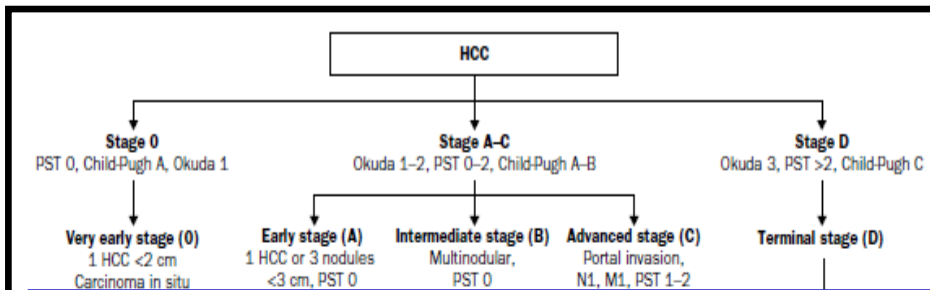 HCC
Stage 0
PST 0, Child-Pugh A, Okuda 1
Stage A–C
Okuda 1–2, PST 0–2, Child-Pugh A–B
Stage D
Okuda 3, PST >2, Child-Pugh C
Very early stage (0)
1 HCC <2 cm
Carcinoma in situ
Early stage (A)
1 HCC or 3 nodules
<3 cm, PST 0
Intermediate stage (B)
Multinodular,
PST 0
Advanced stage (C)
Portal invasion,
N1, M1, PST 1–2
Terminal stage (D)